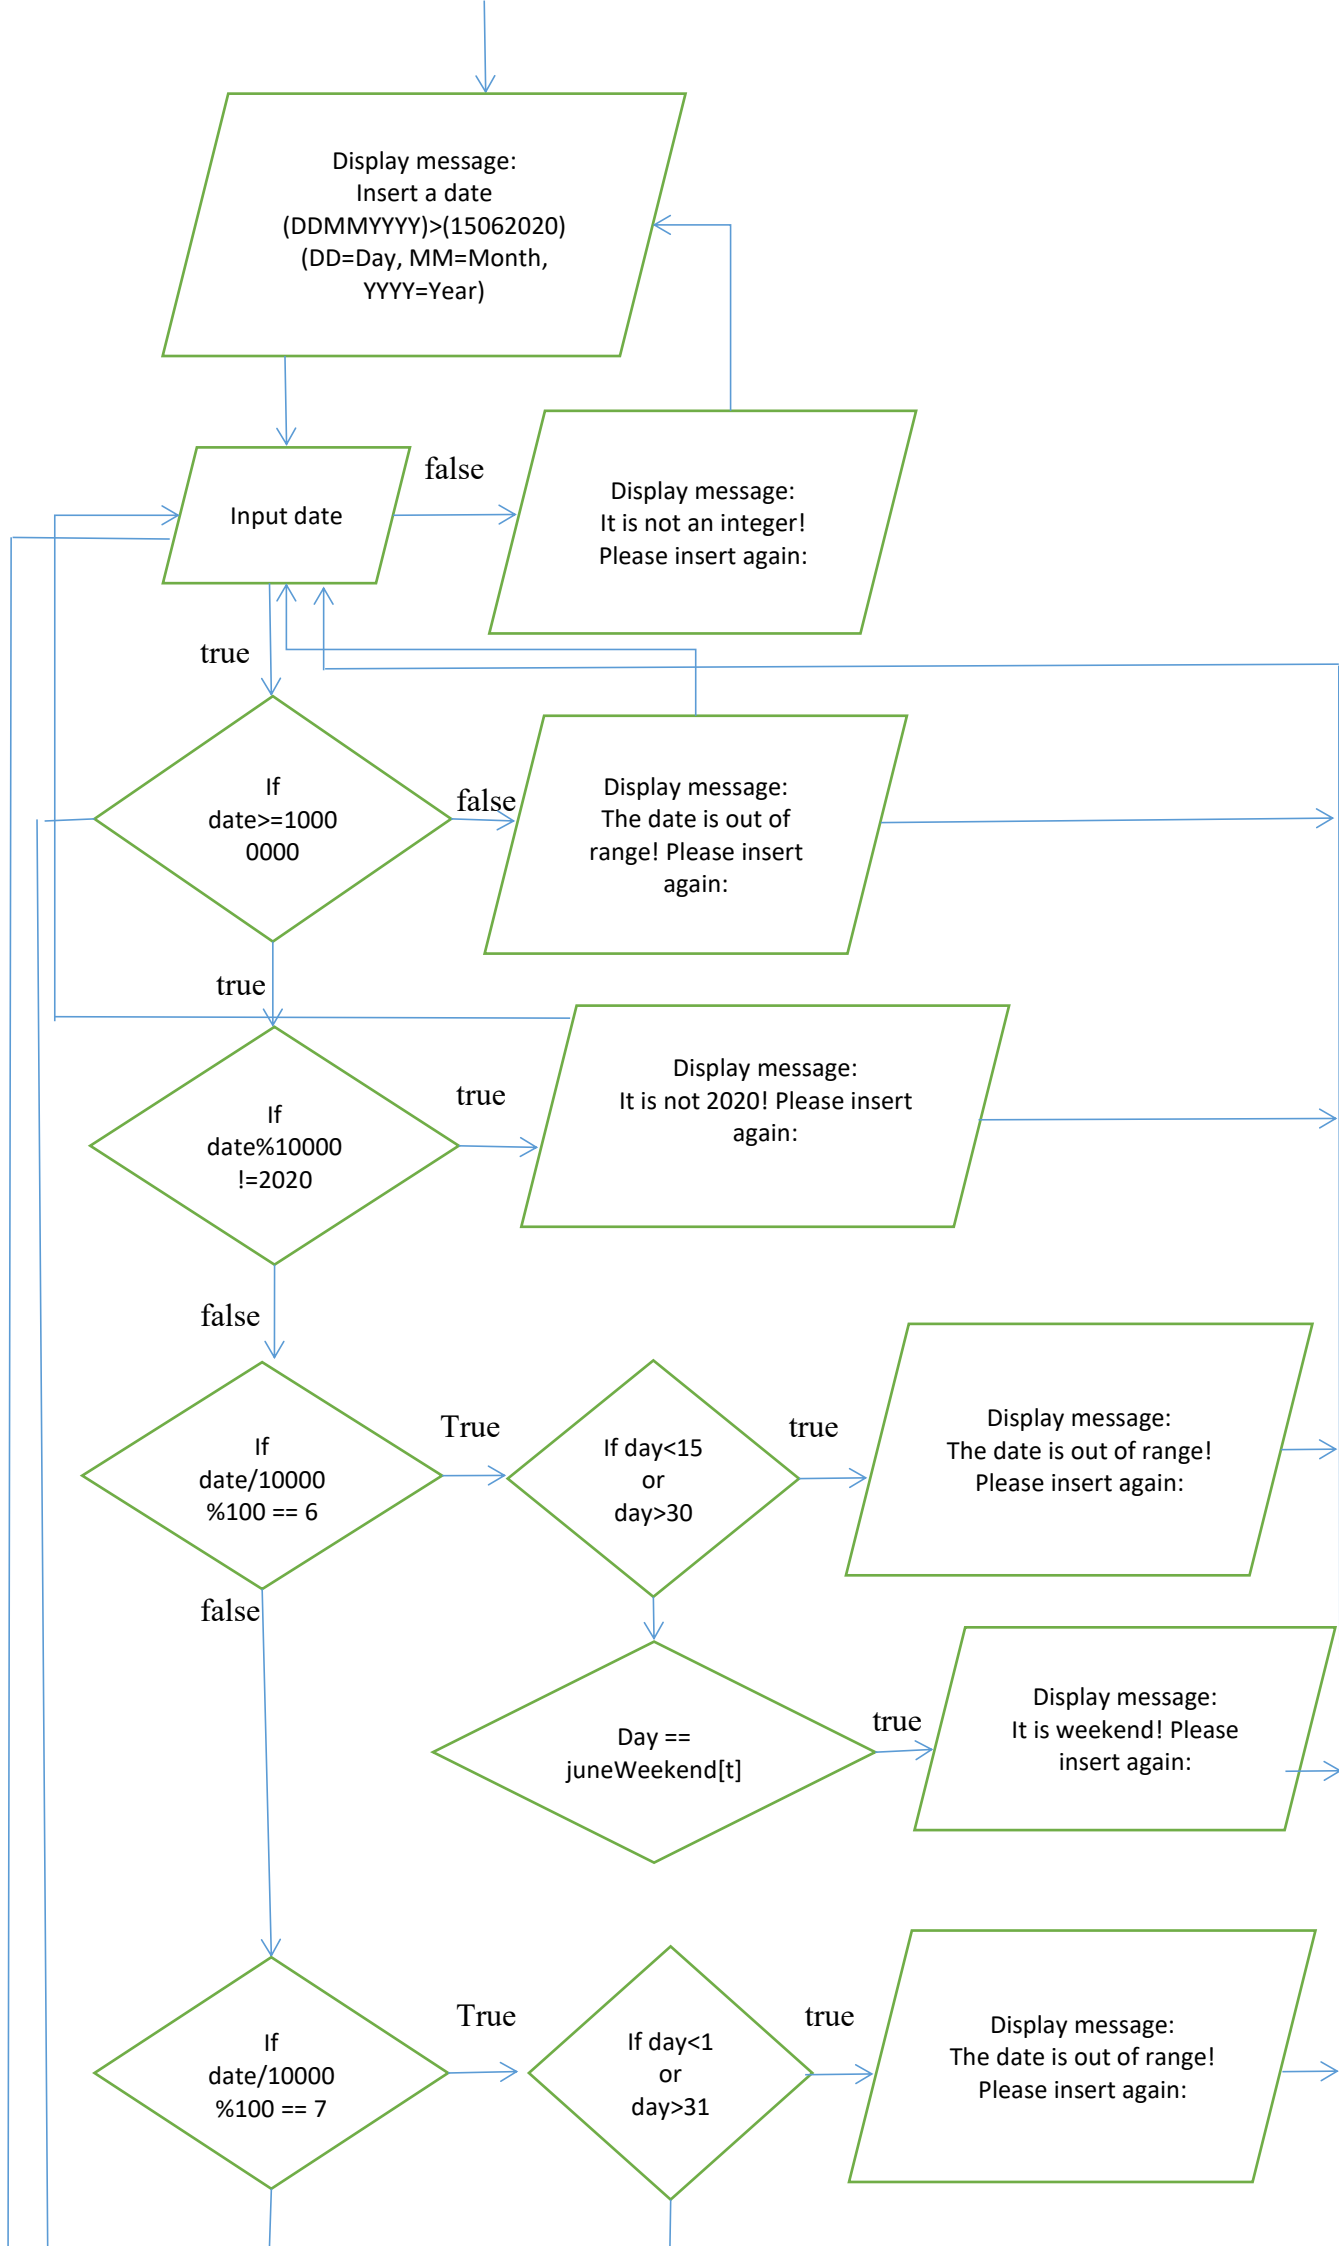 Display message:
Insert a date
(DDMMYYYY)>(15062020)
(DD=Day, MM=Month,
YYYY=Year)
Input date
false
Display message:
It is not an integer!
Please insert again:
true
If
date>=1000
0000
false
Display message:
The date is out of
range! Please insert
again:
true
If
date%10000
!=2020
true
Display message:
It is not 2020! Please insert
again:
false
If
date/10000
%100 == 6
True
If day<15
or
day>30
true
Display message:
The date is out of range!
Please insert again:
false
Day ==
juneWeekend[t]
true
Display message:
It is weekend! Please
insert again:
If
date/10000
%100 == 7
True
If day<1
or
day>31
true
Display message:
The date is out of range!
Please insert again: